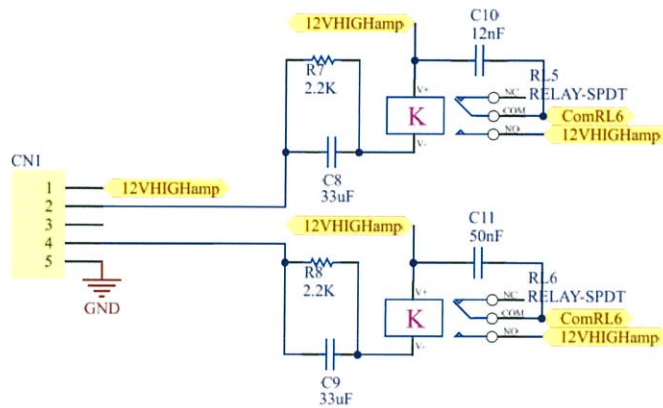 12VHIGHamp
C10
12nF
R7
2.2K
V+
K
V-
RL5
NC
RELAY-SPDT
COM
ComRL6
NO
12VHIGHamp
C8
33uF
CN1
1
12VHIGHamp
2
3
4
5
GND
12VHIGHamp
C11
50nF
R8
2.2K
V+
K
V-
RL6
NC
RELAY-SPDT
COM
ComRL6
NO
12VHIGHamp
C9
33uF